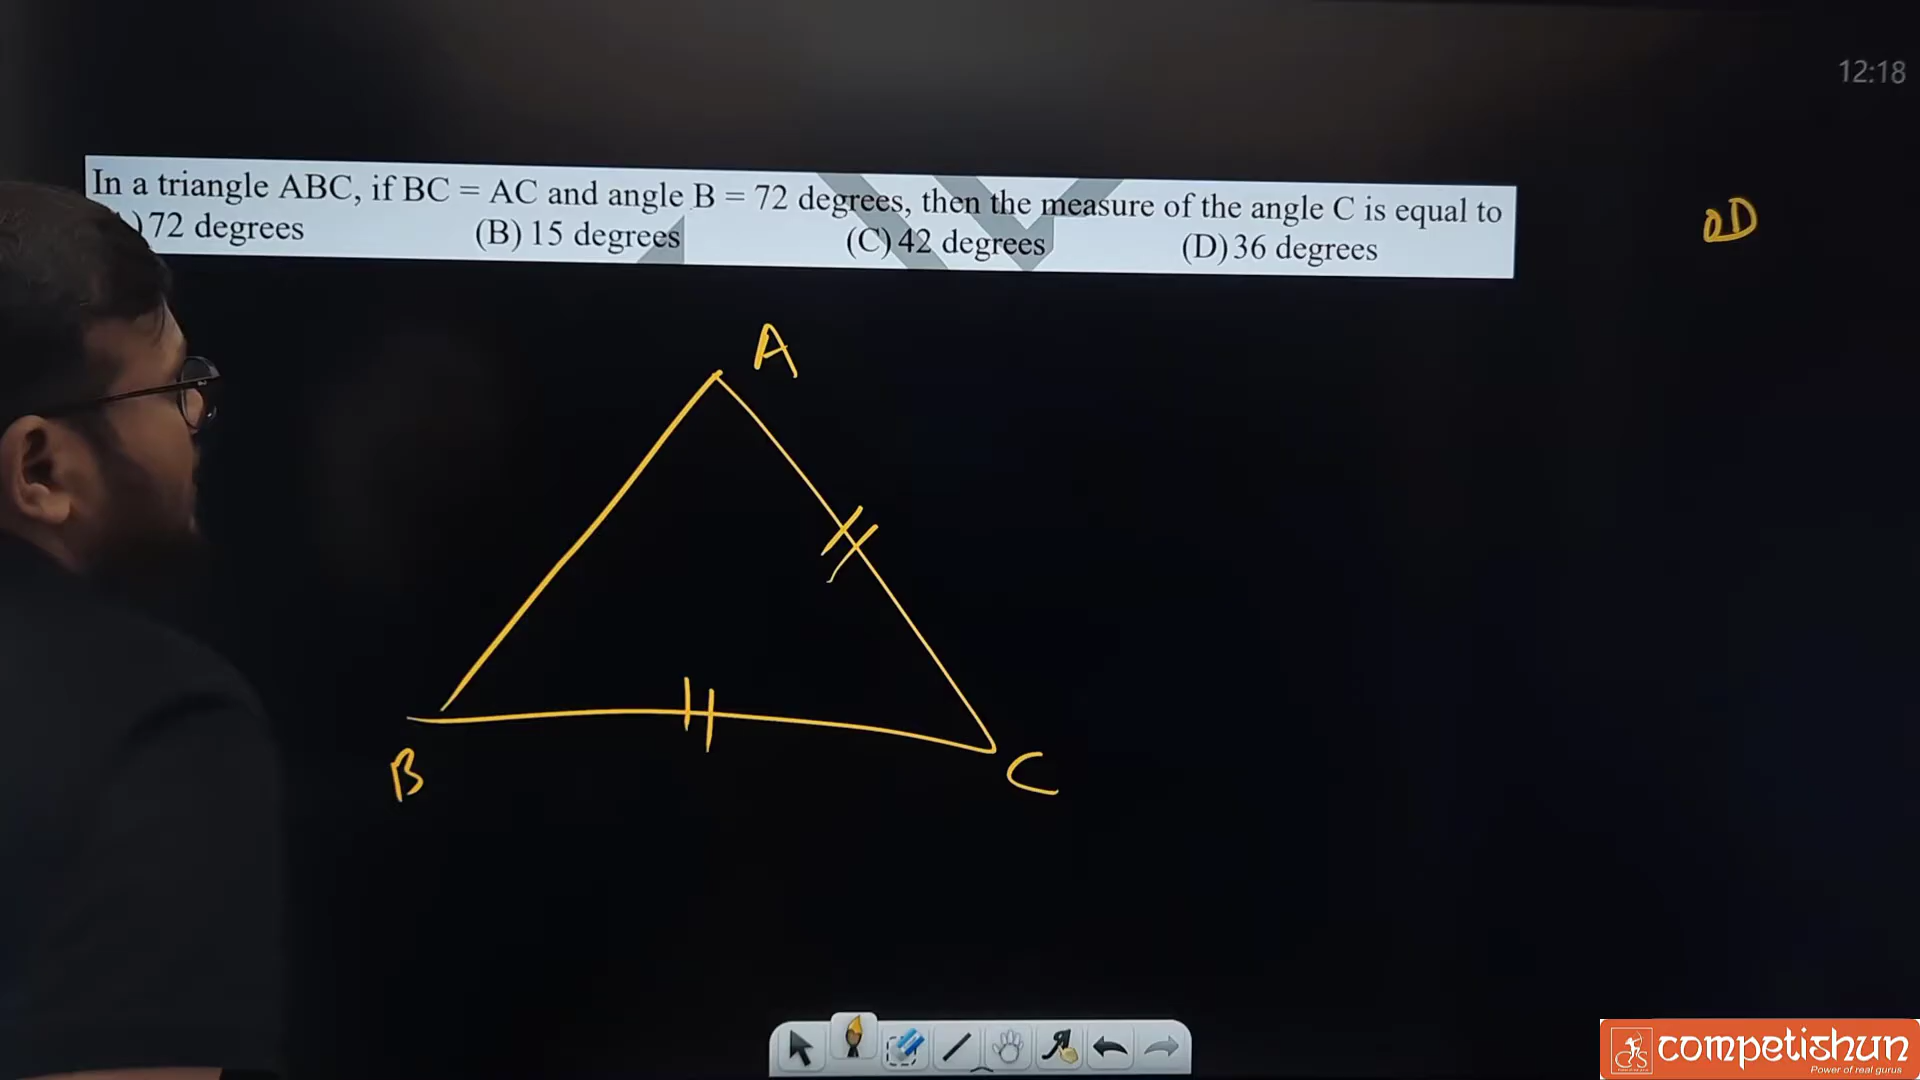 12:18
In a triangle ABC, if BC = AC and angle B = 72 degrees, then the measure of the angle C is equal to
) 72 degrees (B) 15 degrees (C) 42 degrees (D) 36 degrees
A
B
C
competishun
Power of real gurus